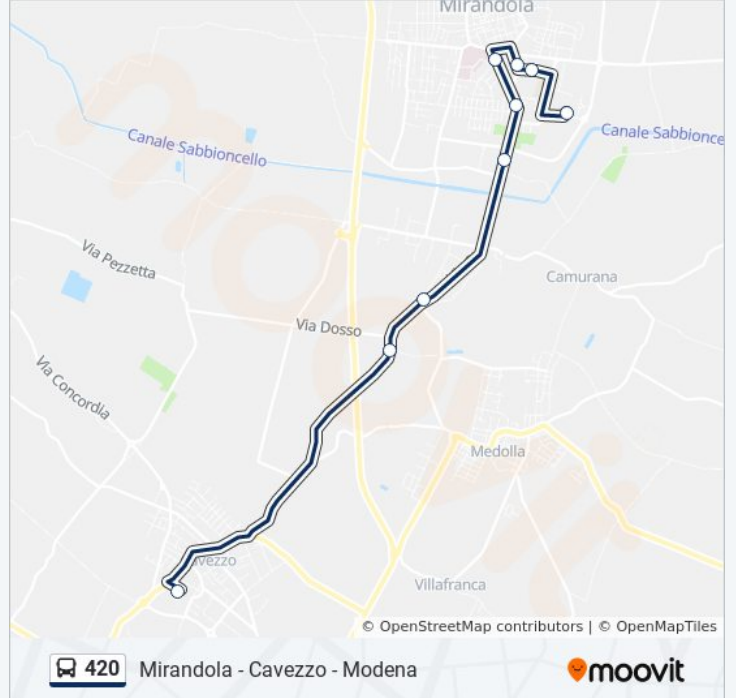 Mirandola
Canale Sabbioncello
Canale Sabbionce
Via Pezzetta
Camurana
Via Dosso
Via Concordia
Medolla
avezzo
Villafranca
© OpenStreetMap contributors | © OpenMapTiles
420 Mirandola - Cavezzo - Modena
moovit